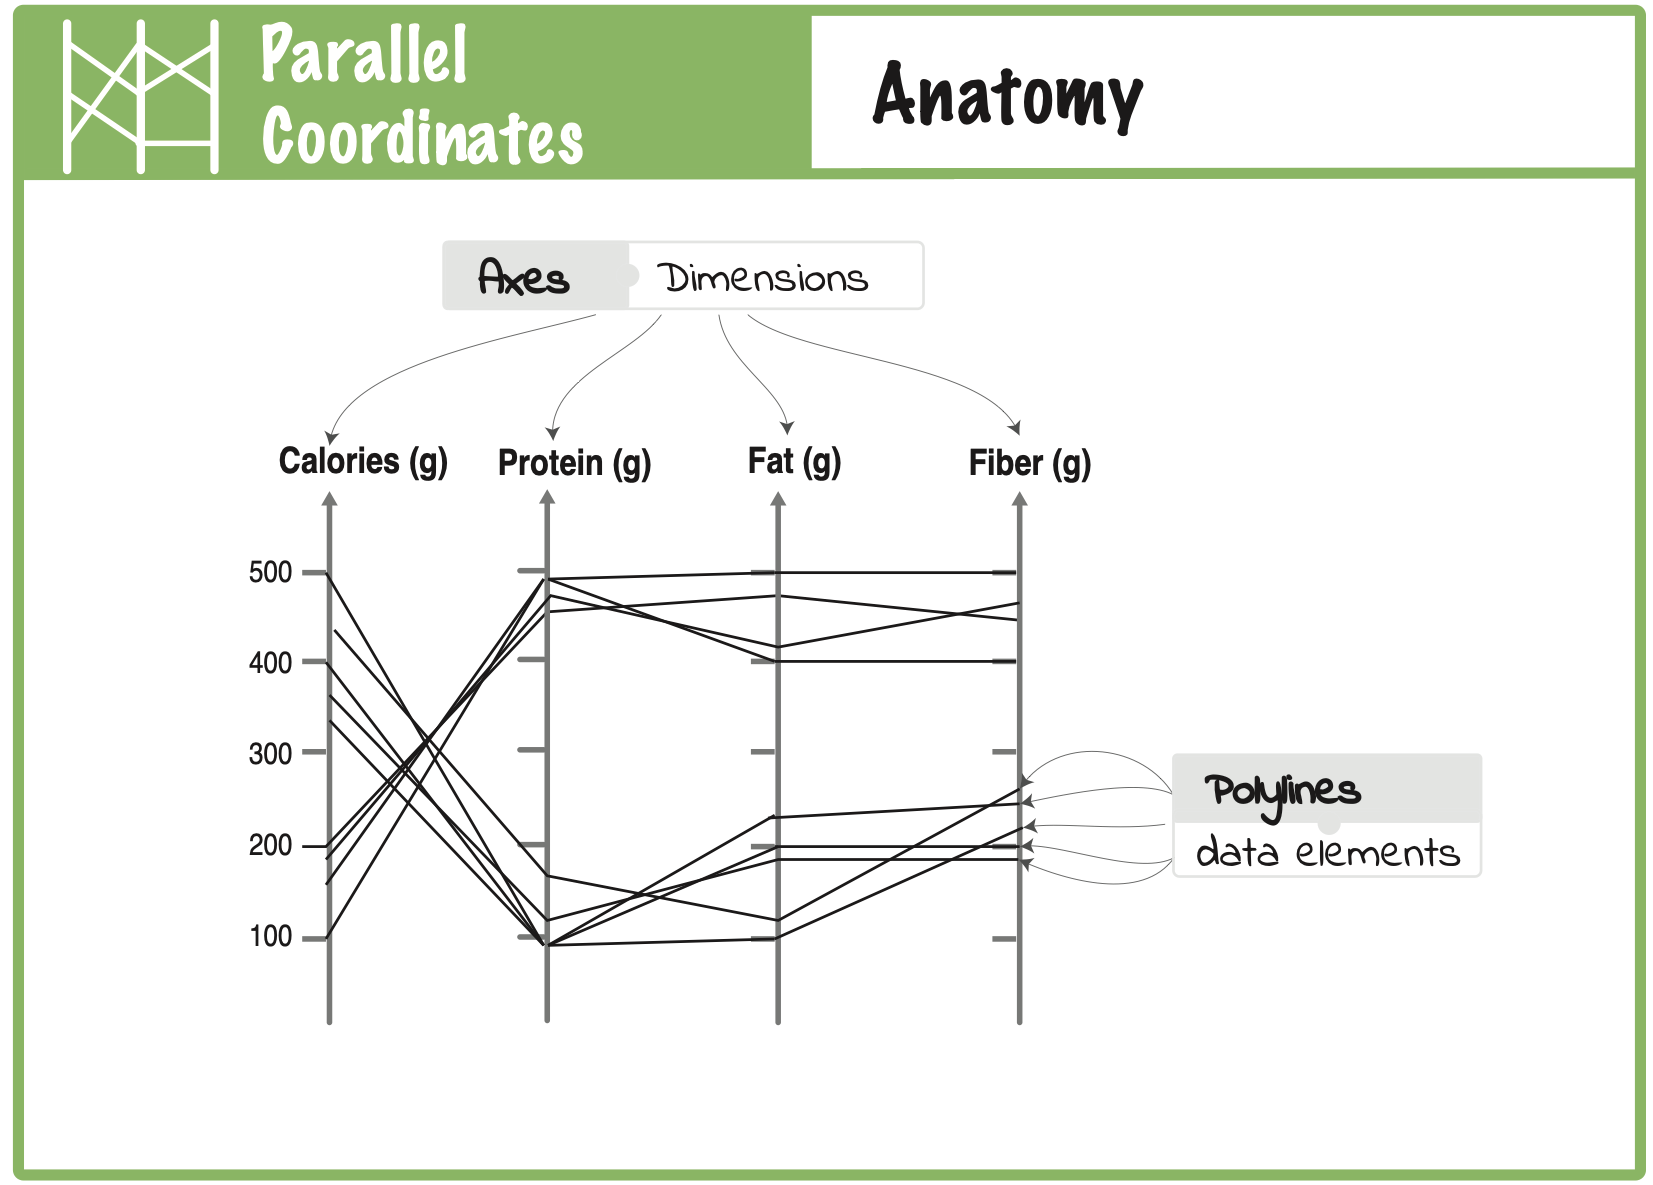 Parallel
Coordinates
Anatomy
Axes Dimensions
Calories (g) Protein (g) Fat (g) Fiber (g)
500
400
300
200
100
Polylines
data elements